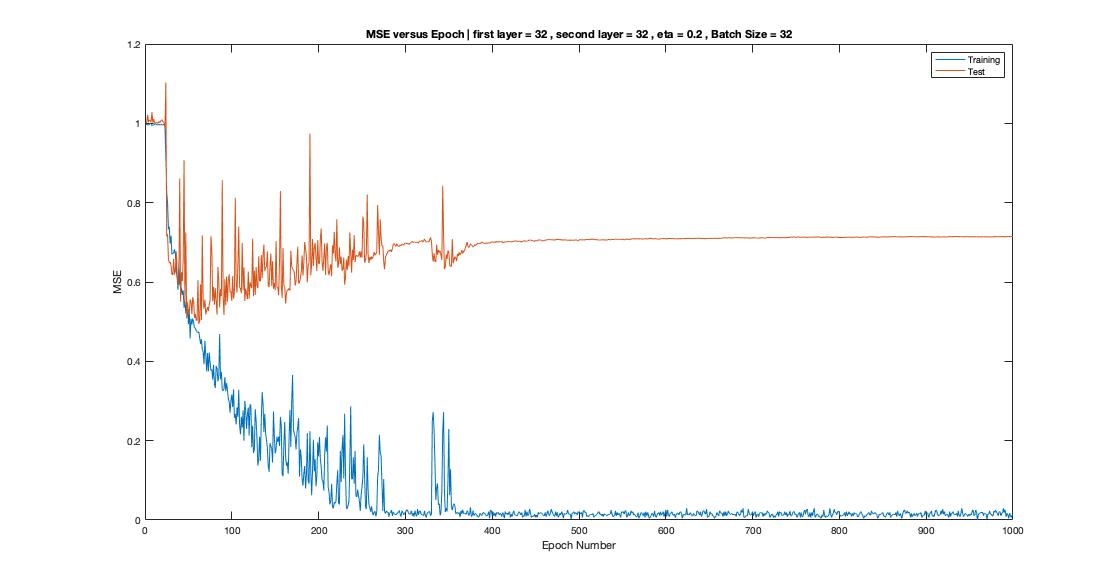 MSE versus Epoch | first layer = 32 , second layer = 32 , eta = 0.2 , Batch Size = 32
1.2
1
0.8
0.6
0.4
0.2
0
MSE
Training
Test
0 100 200 300 400 500 600 700 800 900 1000
Epoch Number